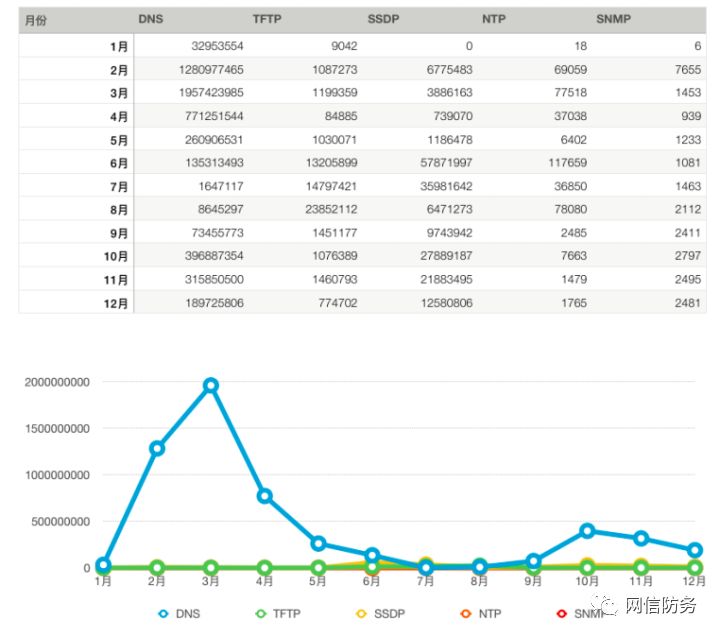 月份 DNS TFTP SSDP NTP SNMP
1月 32953554 9042 0 18 6
2月 1280977465 1087273 6775483 69059 7655
3月 1957423985 1199359 3886163 77518 1453
4月 771251544 84885 739070 37038 939
5月 260906531 1030071 1186478 6402 1233
6月 135313493 13205899 57871997 117659 1081
7月 1647117 14797421 35981642 36850 1463
8月 8645297 23852112 6471273 78080 2112
9月 73455773 1451177 9743942 2485 2411
10月 396887354 1076389 27889187 7663 2797
11月 315850500 1460793 21883495 1479 2495
12月 189725806 774702 12580806 1765 2481
2000000000
1500000000
1000000000
500000000
0
1月 2月 3月 4月 5月 6月 7月 8月 9月 10月 11月 12月
DNS TFTP SSDP NTP SNMP
网信防务